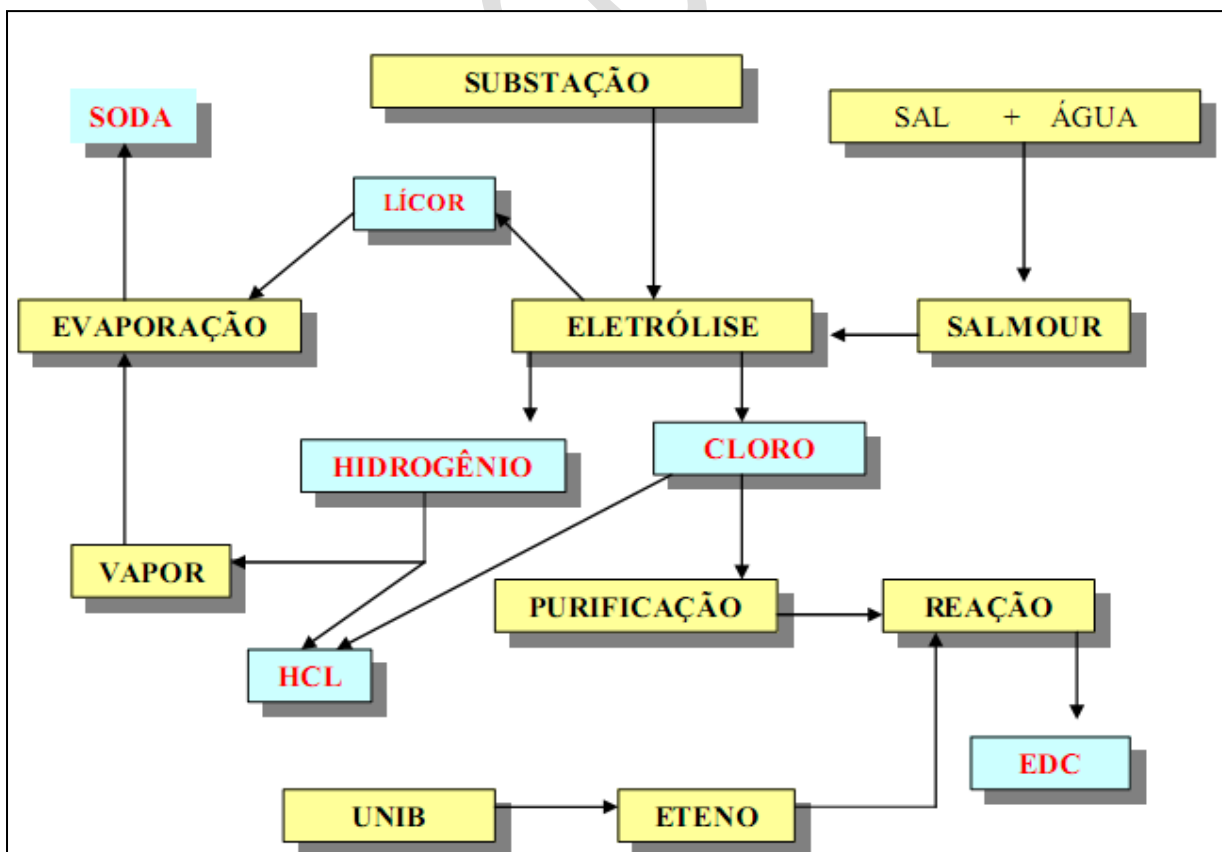 SUBSTAÇÃO
SODA
SAL + ÁGUA
LÍCOR
EVAPORAÇÃO
ELETRÓLISE
SALMOUR
HIDROGÊNIO
CLORO
VAPOR
PURIFICAÇÃO
REAÇÃO
HCL
EDC
UNIB
ETENO